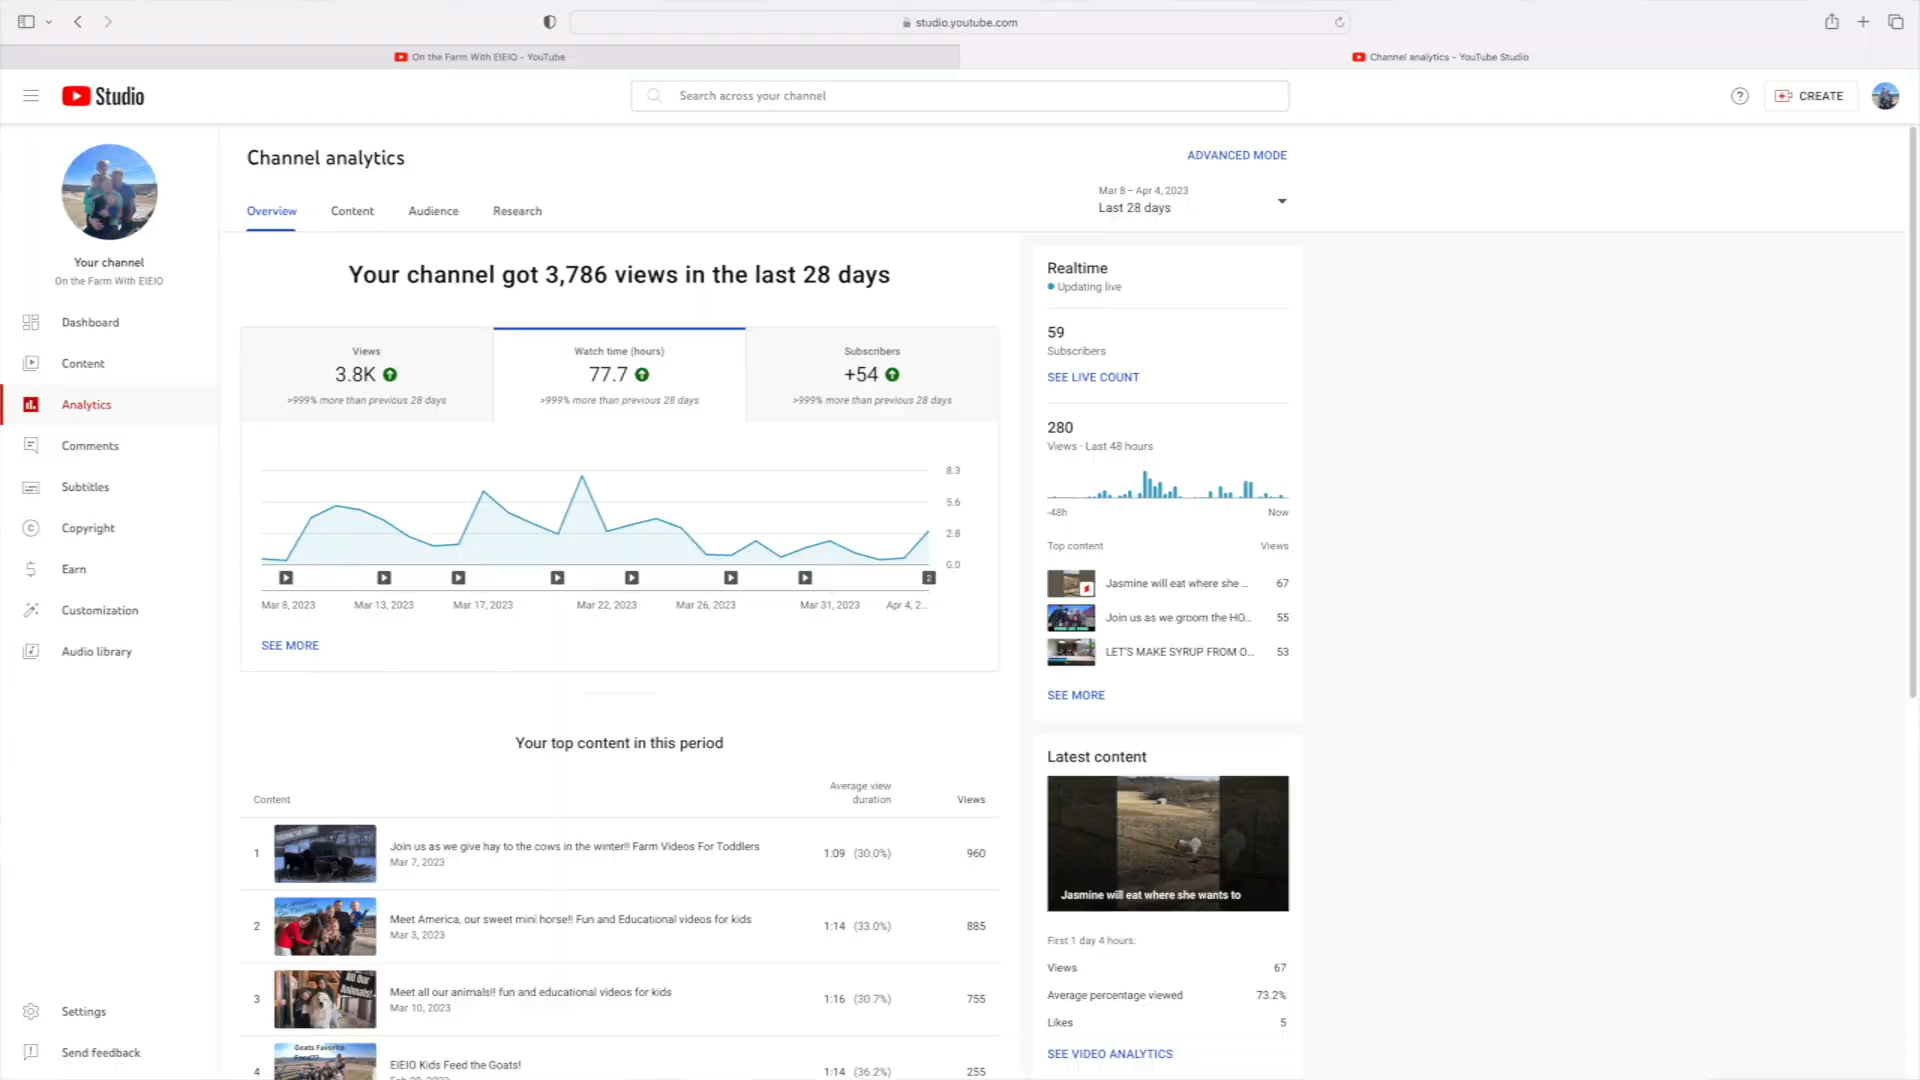 studio.youtube.com
On the Farm With EIEIO - YouTube
Channel analytics - YouTube Studio
Studio
Search across your channel
CREATE
Your channel
On the Farm With EIEIO
Dashboard
Content
Analytics
Comments
Subtitles
Copyright
Earn
Customization
Audio library
Settings
Send feedback
Channel analytics
ADVANCED MODE
Mar 8 – Apr 4, 2023
Last 28 days
Overview Content Audience Research
Your channel got 3,786 views in the last 28 days
Views
3.8K
>999% more than previous 28 days
Watch time (hours)
77.7
>999% more than previous 28 days
Subscribers
+54
>999% more than previous 28 days
8.3
5.6
2.8
0.0
2
Mar 8, 2023 Mar 13, 2023 Mar 17, 2023 Mar 22, 2023 Mar 26, 2023 Mar 31, 2023 Apr 4, 2...
SEE MORE
Your top content in this period
Content Average view duration Views
1 Join us as we give hay to the cows in the winter!! Farm Videos For Toddlers 1:09 (30.0%) 960
Mar 7, 2023
2 Meet America, our sweet mini horse!! Fun and Educational videos for kids 1:14 (33.0%) 885
Mar 3, 2023
3 Meet all our animals!! fun and educational videos for kids 1:16 (30.7%) 755
Mar 10, 2023
Goats Favorite
4 EIEIO Kids Feed the Goats! 1:14 (36.2%) 255
Realtime
Updating live
59
Subscribers
SEE LIVE COUNT
280
Views · Last 48 hours
-48h Now
Top content Views
Jasmine will eat where she ... 67
Join us as we groom the HO... 55
LET'S MAKE SYRUP FROM O... 53
SEE MORE
Latest content
Jasmine will eat where she wants to
First 1 day 4 hours:
Views 67
Average percentage viewed 73.2%
Likes 5
SEE VIDEO ANALYTICS